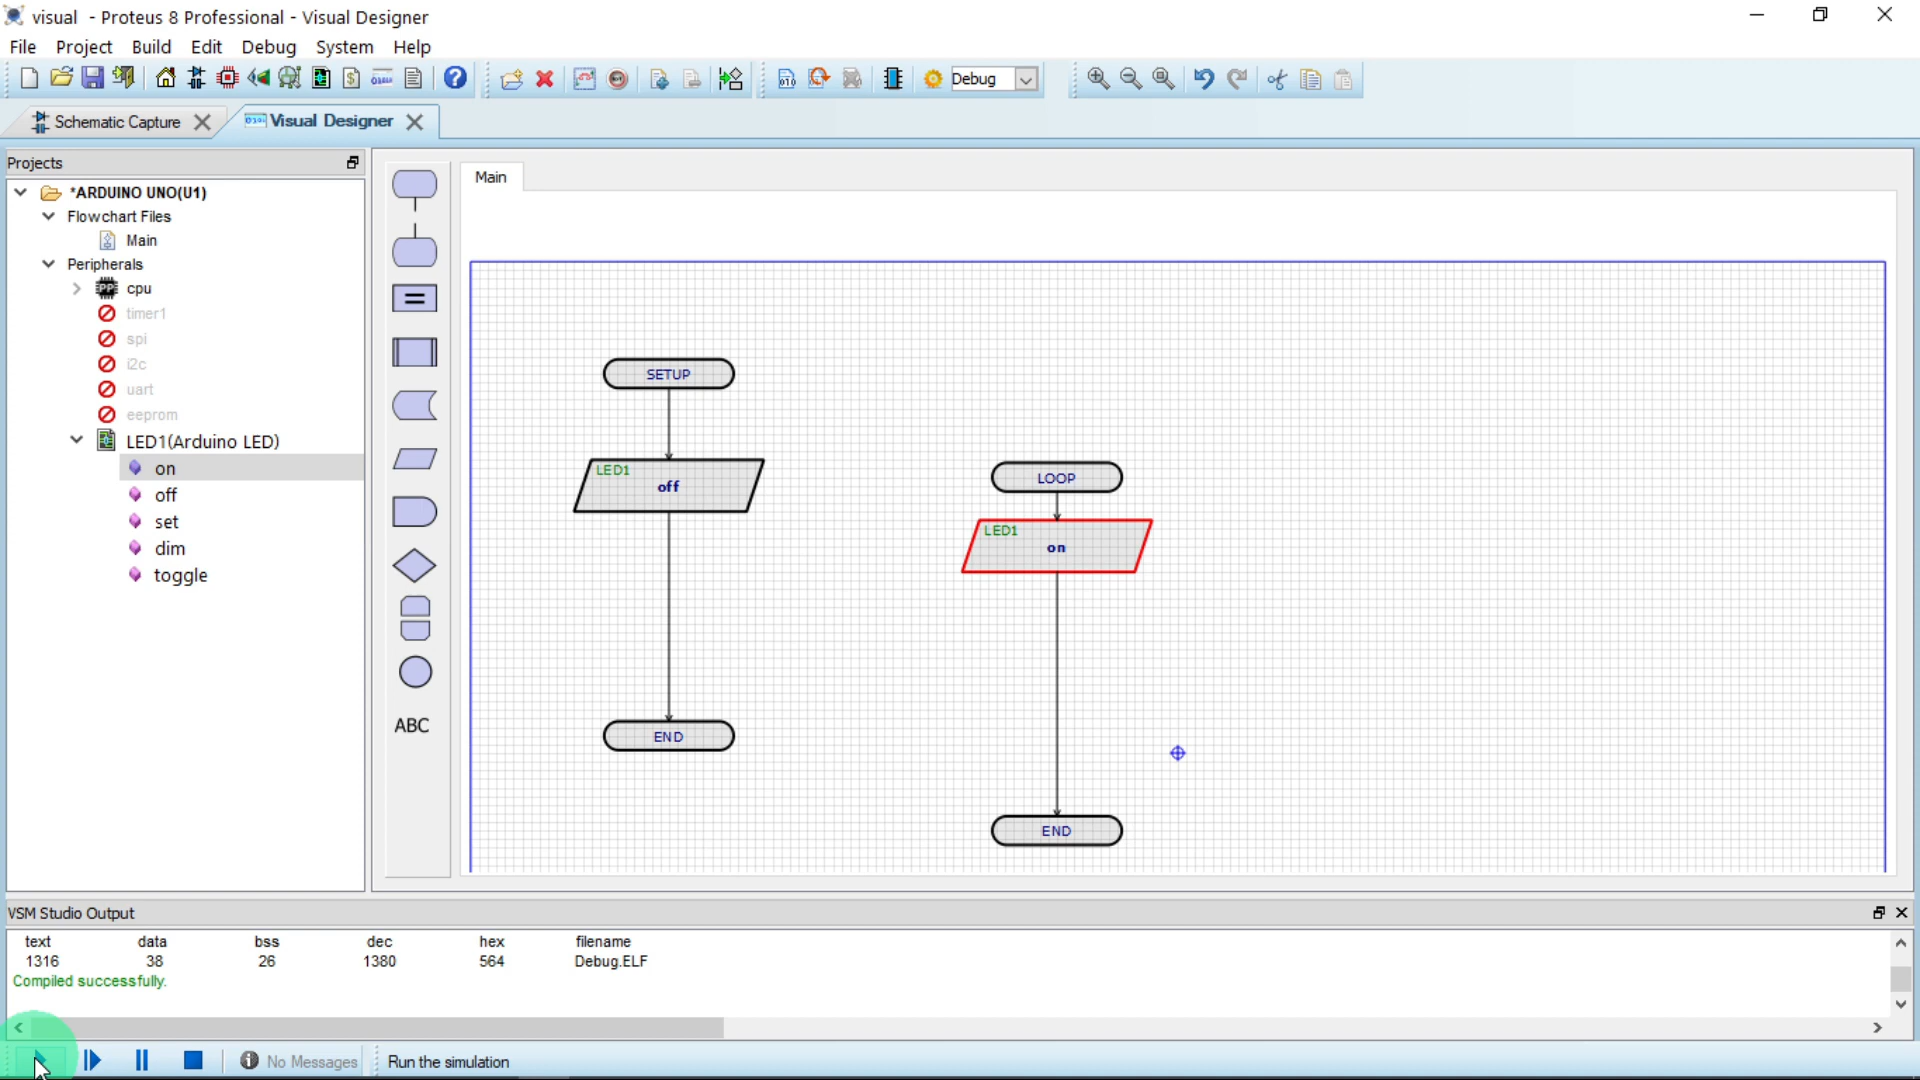 visual - Proteus 8 Professional - Visual Designer
File Project Build Edit Debug System Help
Debug
Schematic Capture
Visual Designer
Projects
*ARDUINO UNO(U1)
Flowchart Files
Main
Peripherals
cpu
timer1
spi
i2c
uart
eeprom
LED1(Arduino LED)
on
off
set
dim
toggle
ABC
Main
SETUP
LED1
off
END
LOOP
LED1
on
END
VSM Studio Output
text data bss dec hex filename
1316 38 26 1380 564 Debug.ELF
Compiled successfully.
No Messages
Run the simulation